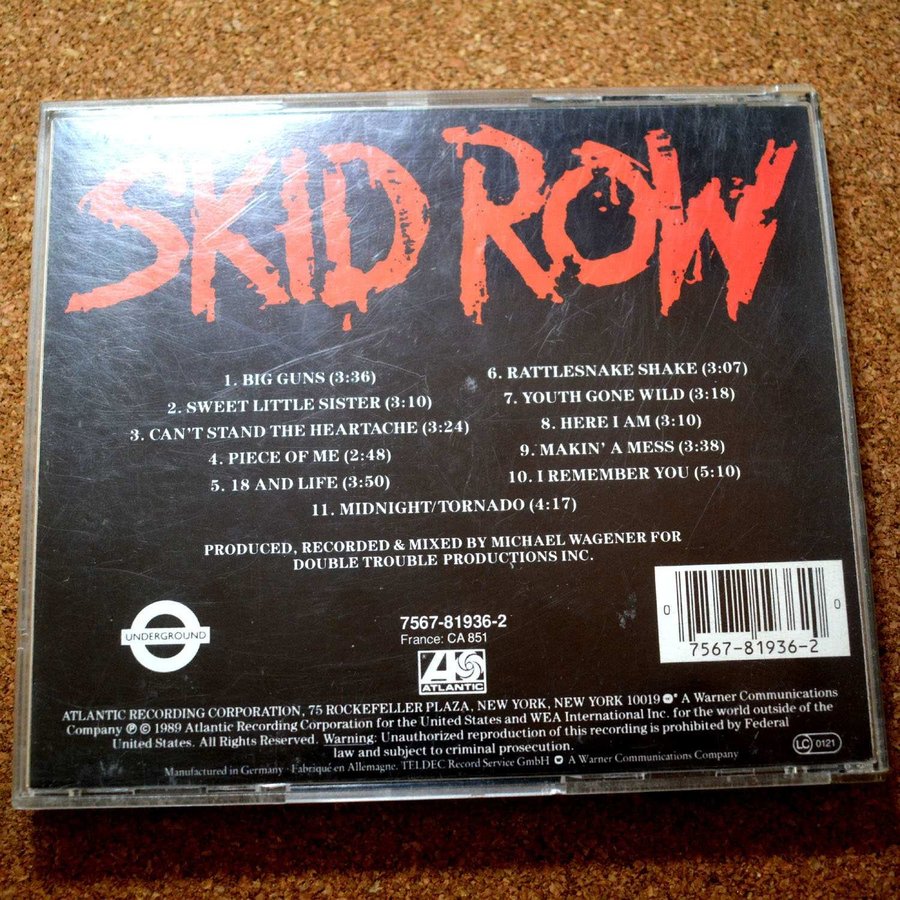 SKID ROW
1. BIG GUNS (3:36)
2. SWEET LITTLE SISTER (3:10)
3. CAN'T STAND THE HEARTACHE (3:24)
4. PIECE OF ME (2:48)
5. 18 AND LIFE (3:50)
6. RATTLESNAKE SHAKE (3:07)
7. YOUTH GONE WILD (3:18)
8. HERE I AM (3:10)
9. MAKIN' A MESS (3:38)
10. I REMEMBER YOU (5:10)
11. MIDNIGHT/TORNADO (4:17)
PRODUCED, RECORDED & MIXED BY MICHAEL WAGENER FOR
DOUBLE TROUBLE PRODUCTIONS INC.
UNDERGROUND
7567-81936-2
France: CA 851
ATLANTIC
0 0
7567-81936-2
ATLANTIC RECORDING CORPORATION, 75 ROCKEFELLER PLAZA, NEW YORK, NEW YORK 10019 A Warner Communications
Company ℗ © 1989 Atlantic Recording Corporation for the United States and WEA International Inc. for the world outside of the
United States. All Rights Reserved. Warning: Unauthorized reproduction of this recording is prohibited by Federal
law and subject to criminal prosecution.
LC 0121
Manufactured in Germany · Fabriqué en Allemagne. TELDEC Record Service GmbH A Warner Communications Company